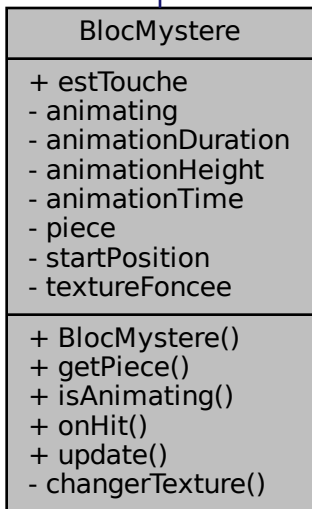 BlocMystere
+ estTouche
- animating
- animationDuration
- animationHeight
- animationTime
- piece
- startPosition
- textureFoncee
+ BlocMystere()
+ getPiece()
+ isAnimating()
+ onHit()
+ update()
- changerTexture()